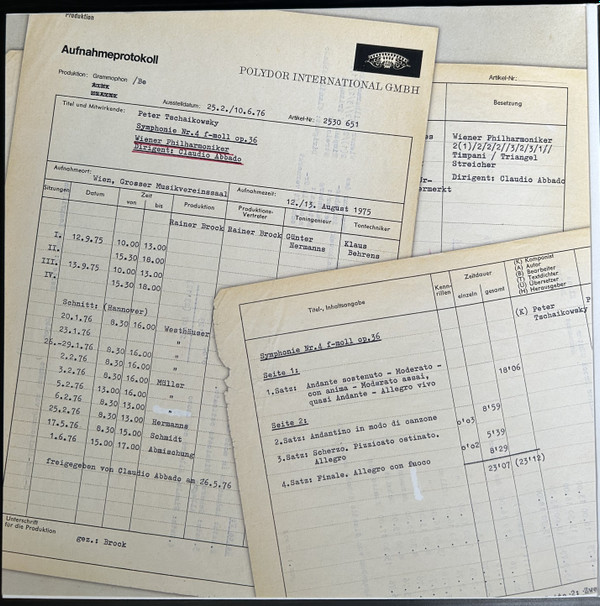 Produktion
Aufnahmeprotokoll
POLYDOR INTERNATIONAL GMBH
Produktion: Grammophon /Be
Ausstelldatum: 25.2./10.6.76
Artikel-Nr: 2530 651
Titel und Mitwirkende:
Peter Tschaikowsky
Symphonie Nr.4 f-moll op.36
Wiener Philharmoniker
Dirigent: Claudio Abbado
Aufnahmeort: Wien, Grosser Musikvereinssaal
Aufnahmezeit: 12./13. August 1975
Sitzungen Datum Zeit von bis Produktion Produktions-Vertreter Toningenieur Tontechniker
Rainer Brock Rainer Brock Günter Hermanns Klaus Behrens
I. 12.9.75 10.00 13.00
II. 15.30 18.00
III. 13.9.75 10.00 13.00
IV. 15.30 18.00
Schnitt: (Hannover)
20.1.76 8.30 16.00 Westhäuser
23.1.76 8.30 16.00 "
26.-29.1.76 8.30 16.00 "
2.2.76 8.30 16.00 Müller
3.2.76 13.00 16.00 "
5.2.76 8.30 13.00 "
6.2.76 8.30 13.00 Hermanns
25.2.76 8.30 15.00 Schmidt
17.5.76 15.00 17.00 Abmischung
1.6.76
freigegeben von Claudio Abbado am 26.5.76
Unterschrift
für die Produktion
gez.: Brock
Artikel-Nr:
Besetzung
Wiener Philharmoniker
2(1)/2/2/2//3/2/3/1//
Timpani / Triangel
Streicher
Dirigent: Claudio Abbado
Titel-, Inhaltsangabe
Kenn-
rillen
Zeitdauer
einzeln gesamt
(K) Komponist
(A) Autor
(B) Bearbeiter
(T) Textdichter
(Ü) Übersetzer
(H) Herausgeber
(K) Peter
Tschaikowsky
Symphonie Nr.4 f-moll op.36
Seite 1:
1.Satz: Andante sostenuto - Moderato -
con anima - Moderato assai,
quasi Andante - Allegro vivo
18'06
Seite 2:
2.Satz: Andantino in modo di canzone
8'59
0'03
3.Satz: Scherzo. Pizzicato ostinato.
Allegro
5'39
0'02
4.Satz: Finale. Allegro con fuoco
8'29
23'07 (23'12)